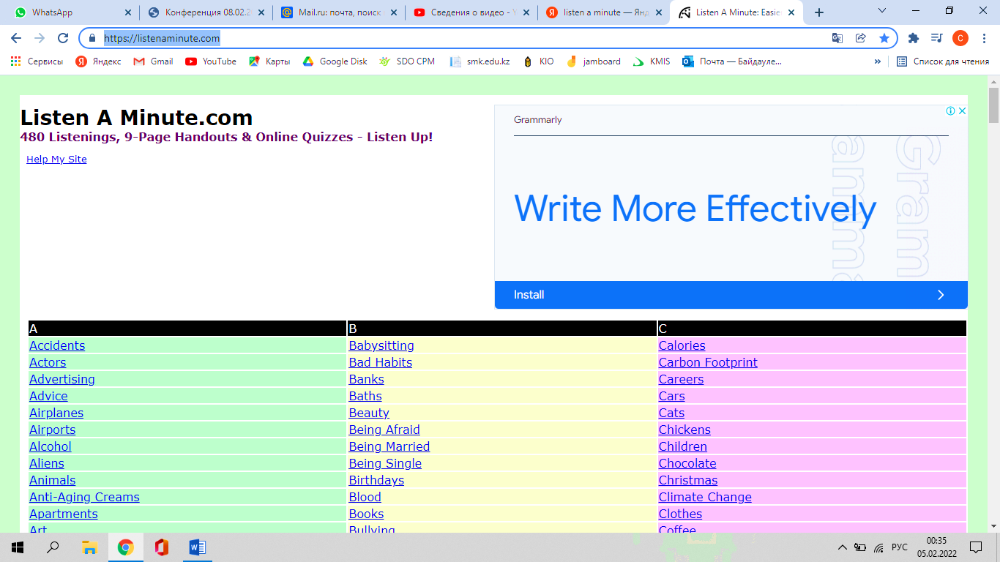 WhatsApp
Конференция 08.02.2
Mail.ru: почта, поиск
Сведения о видео - Y
listen a minute — Янд
Listen A Minute: Easie
https://listenaminute.com
C
Сервисы
Яндекс
Gmail
YouTube
Карты
Google Disk
SDO CPM
smk.edu.kz
KIO
jamboard
KMIS
Почта — Байдауле...
»
Список для чтения
Listen A Minute.com
480 Listenings, 9-Page Handouts & Online Quizzes - Listen Up!
Help My Site
Grammarly
Write More Effectively
Install
A B C
Accidents Babysitting Calories
Actors Bad Habits Carbon Footprint
Advertising Banks Careers
Advice Baths Cars
Airplanes Beauty Cats
Airports Being Afraid Chickens
Alcohol Being Married Children
Aliens Being Single Chocolate
Animals Birthdays Christmas
Anti-Aging Creams Blood Climate Change
Apartments Books Clothes
Art Bullying Coffee
РУС
00:35
05.02.2022